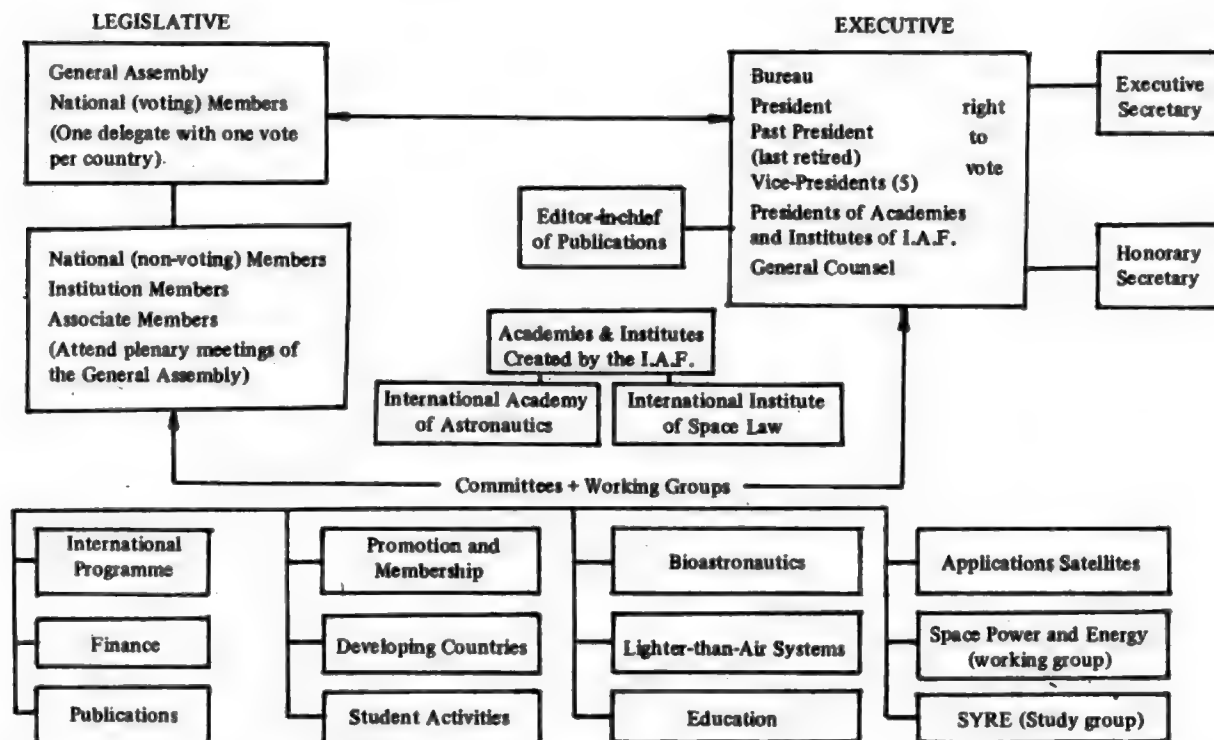 LEGISLATIVE
General Assembly
National (voting) Members
(One delegate with one vote
per country).
National (non-voting) Members
Institution Members
Associate Members
(Attend plenary meetings of
the General Assembly)
EXECUTIVE
Bureau
President right
Past President to
(last retired)
vote
Vice-Presidents (5)
Presidents of Academies
and Institutes of I.A.F.
General Counsel
Executive
Secretary
Honorary
Secretary
Editor-in-chief
of Publications
Academies & Institutes
Created by the I.A.F.
International Academy
of Astronautics
International Institute
of Space Law
Committees + Working Groups
International
Programme
Finance
Publications
Promotion and
Membership
Developing Countries
Student Activities
Bioastronautics
Lighter-than-Air Systems
Education
Applications Satellites
Space Power and Energy
(working group)
SYRE (Study group)